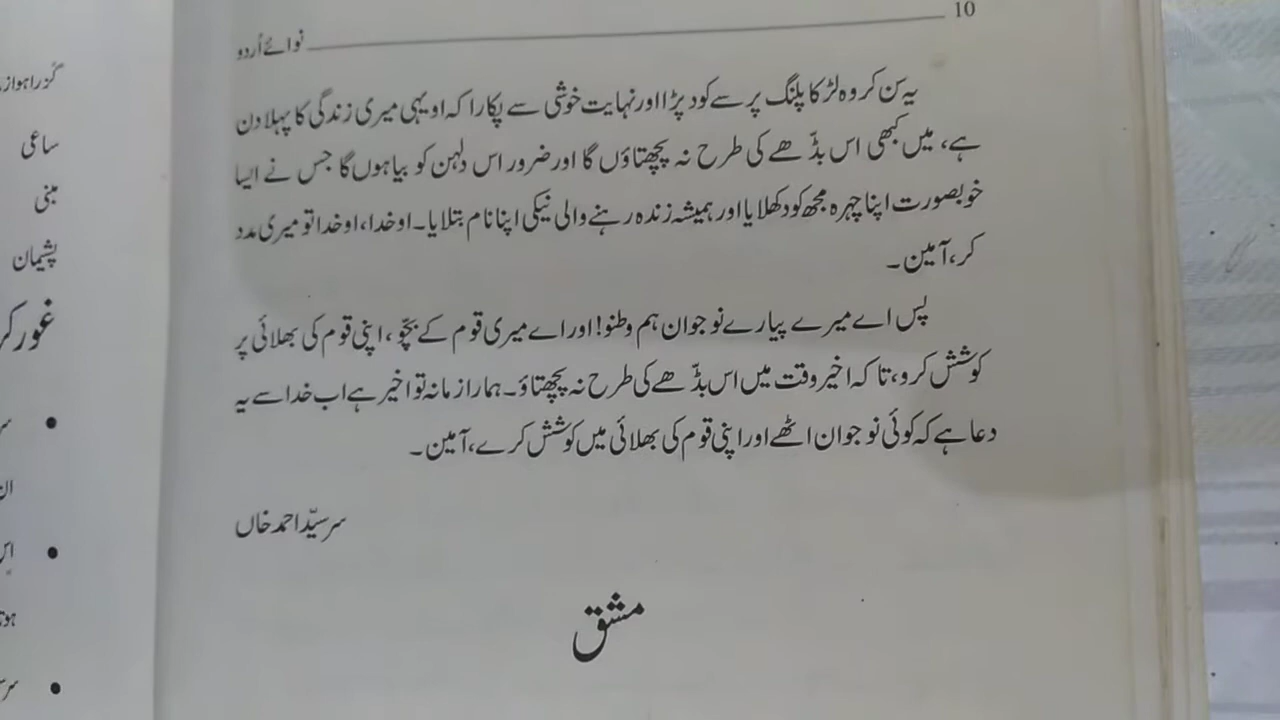 10
نوائے اُردو
یہ سن کر وہ لڑکا پلنگ پر سے کود پڑا اور نہایت خوشی سے پکارا کہ او یہی میری زندگی کا پہلا دن
ہے، میں کبھی اس بڈّھے کی طرح نہ پچھتاؤں گا اور ضرور اس دلہن کو بیاہوں گا جس نے ایسا
خوبصورت اپنا چہرہ مجھ کو دکھلایا اور ہمیشہ زندہ رہنے والی نیکی اپنا نام بتلایا۔ او خدا، او خدا تو میری مدد
کر، آمین۔
پس اے میرے پیارے نوجوان ہم وطنو! اور اے میری قوم کے بچّو، اپنی قوم کی بھلائی پر
کوشش کرو، تاکہ اخیر وقت میں اس بڈّھے کی طرح نہ پچھتاؤ۔ ہمارا زمانہ تو اخیر ہے اب خدا سے یہ
دعا ہے کہ کوئی نوجوان اٹھے اور اپنی قوم کی بھلائی میں کوشش کرے، آمین۔
سر سیّد احمد خاں
مشق
ساعی
مبنی
پشیمان
غور